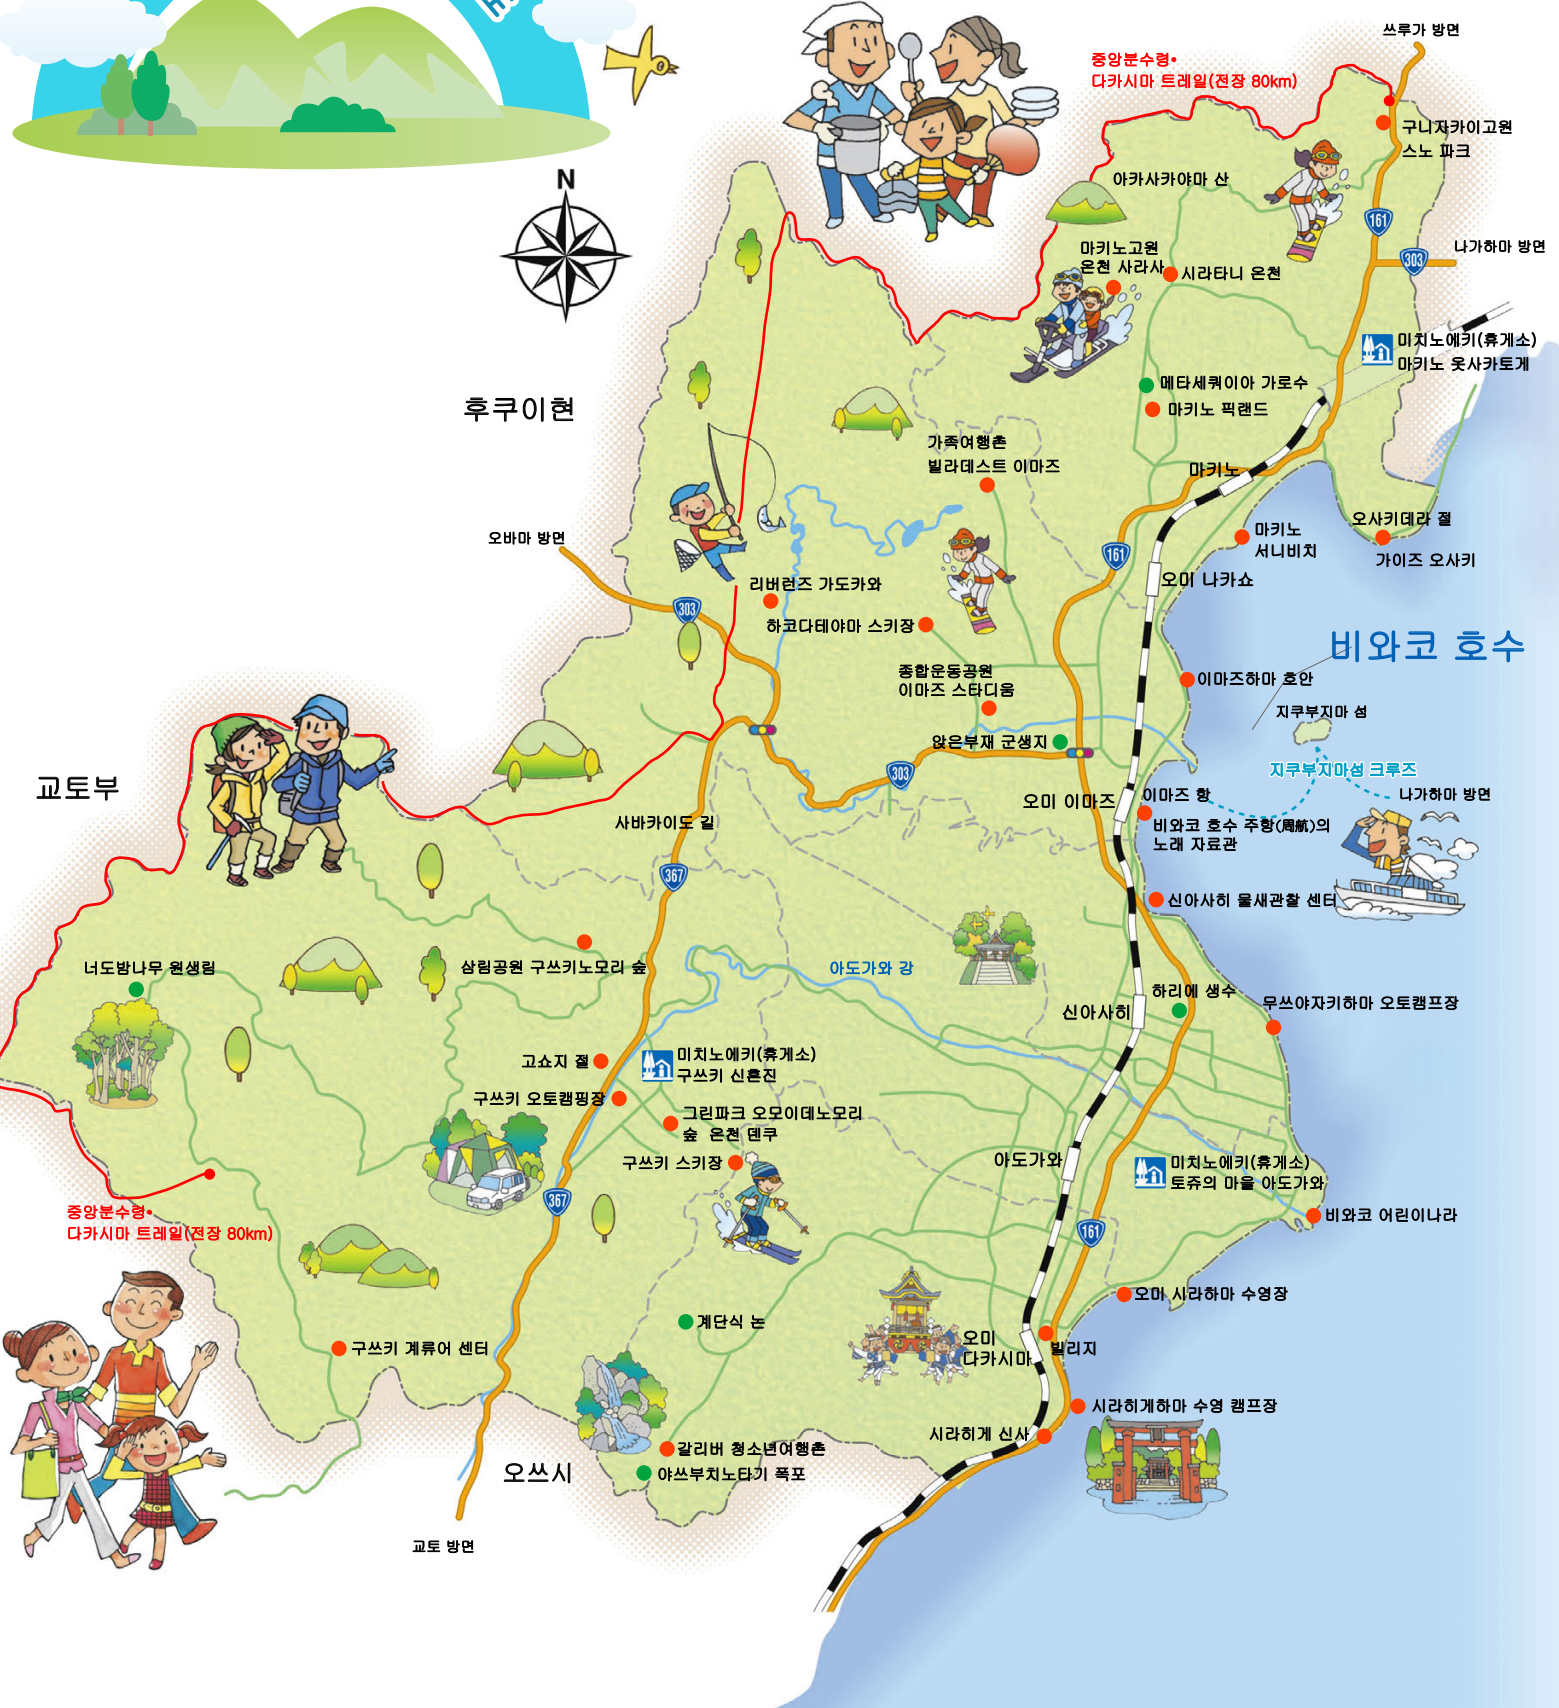 쓰루가 방면
중앙분수령•
다카시마 트레일(전장 80km)
구니자카이고원
스노 파크
아카사카야마 산
N
161
마키노고원
온천 사라사
시라타니 온천
나가하마 방면
303
미치노에키(휴게소)
마키노 옷사카토게
메타세쿼이아 가로수
마키노 픽랜드
후쿠이현
가족여행촌
빌라데스트 이마즈
마키노
오사키데라 절
가이즈 오사키
마키노
서니비치
오바마 방면
161
오미 나카쇼
리버런즈 가도카와
303
하코다테야마 스키장
비와코 호수
종합운동공원
이마즈 스타디움
이마즈하마 호안
지쿠부지마 섬
앉은부채 군생지
303
지쿠부지마섬 크루즈
교토부
오미 이마즈
이마즈 항
나가하마 방면
사바카이도 길
비와코 호수 주항(周航)의
노래 자료관
367
신아사히 물새관찰 센터
너도밤나무 원생림
삼림공원 구쓰키노모리 숲
아도가와 강
하리에 생수
신아사히
무쓰야자키하마 오토캠프장
고쇼지 절
미치노에키(휴게소)
구쓰키 신혼진
구쓰키 오토캠핑장
그린파크 오모이데노모리
숲 온천 덴쿠
구쓰키 스키장
아도가와
미치노에키(휴게소)
토쥬의 마을 아도가와
367
중앙분수령•
다카시마 트레일(전장 80km)
비와코 어린이나라
161
오미 시라하마 수영장
계단식 논
구쓰키 계류어 센터
오미
다카시마
빌리지
시라히게하마 수영 캠프장
시라히게 신사
갈리버 청소년여행촌
오쓰시
야쓰부치노타기 폭포
교토 방면